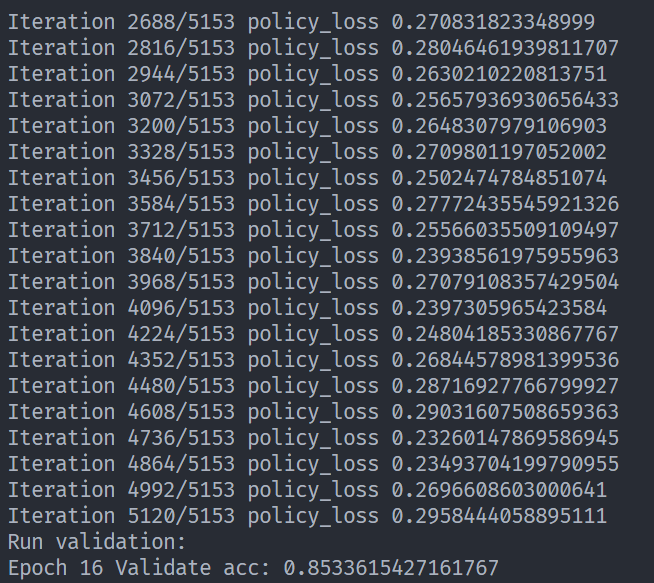 Iteration 2688/5153 policy_loss 0.270831823348999
Iteration 2816/5153 policy_loss 0.28046461939811707
Iteration 2944/5153 policy_loss 0.2630210220813751
Iteration 3072/5153 policy_loss 0.25657936930656433
Iteration 3200/5153 policy_loss 0.2648307979106903
Iteration 3328/5153 policy_loss 0.2709801197052002
Iteration 3456/5153 policy_loss 0.2502474784851074
Iteration 3584/5153 policy_loss 0.27772435545921326
Iteration 3712/5153 policy_loss 0.25566035509109497
Iteration 3840/5153 policy_loss 0.23938561975955963
Iteration 3968/5153 policy_loss 0.27079108357429504
Iteration 4096/5153 policy_loss 0.2397305965423584
Iteration 4224/5153 policy_loss 0.24804185330867767
Iteration 4352/5153 policy_loss 0.26844578981399536
Iteration 4480/5153 policy_loss 0.28716927766799927
Iteration 4608/5153 policy_loss 0.29031607508659363
Iteration 4736/5153 policy_loss 0.23260147869586945
Iteration 4864/5153 policy_loss 0.23493704199790955
Iteration 4992/5153 policy_loss 0.2696608603000641
Iteration 5120/5153 policy_loss 0.2958444058895111
Run validation:
Epoch 16 Validate acc: 0.8533615427161767